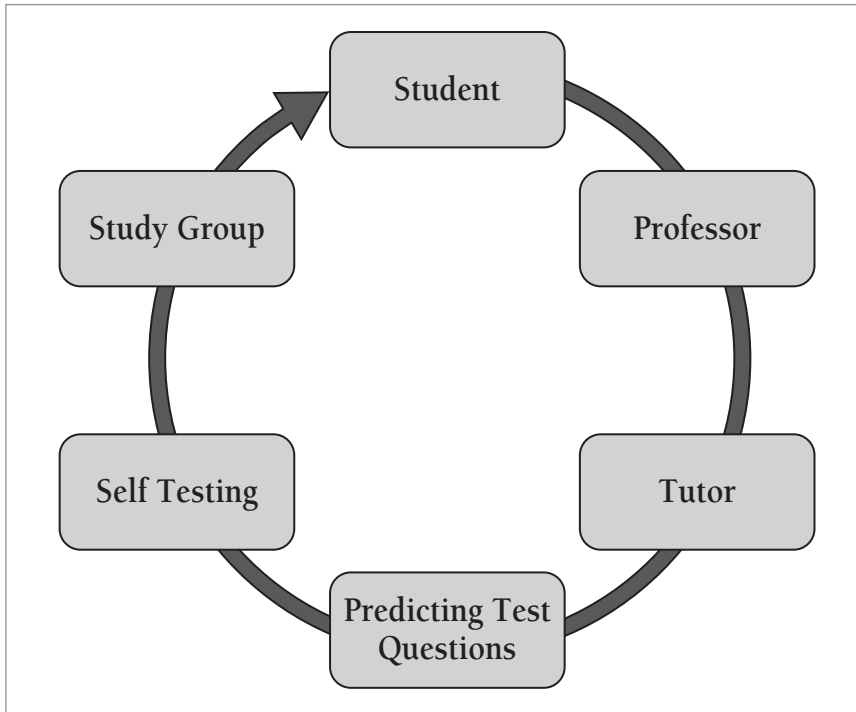 Student
Professor
Tutor
Predicting Test
Questions
Self Testing
Study Group